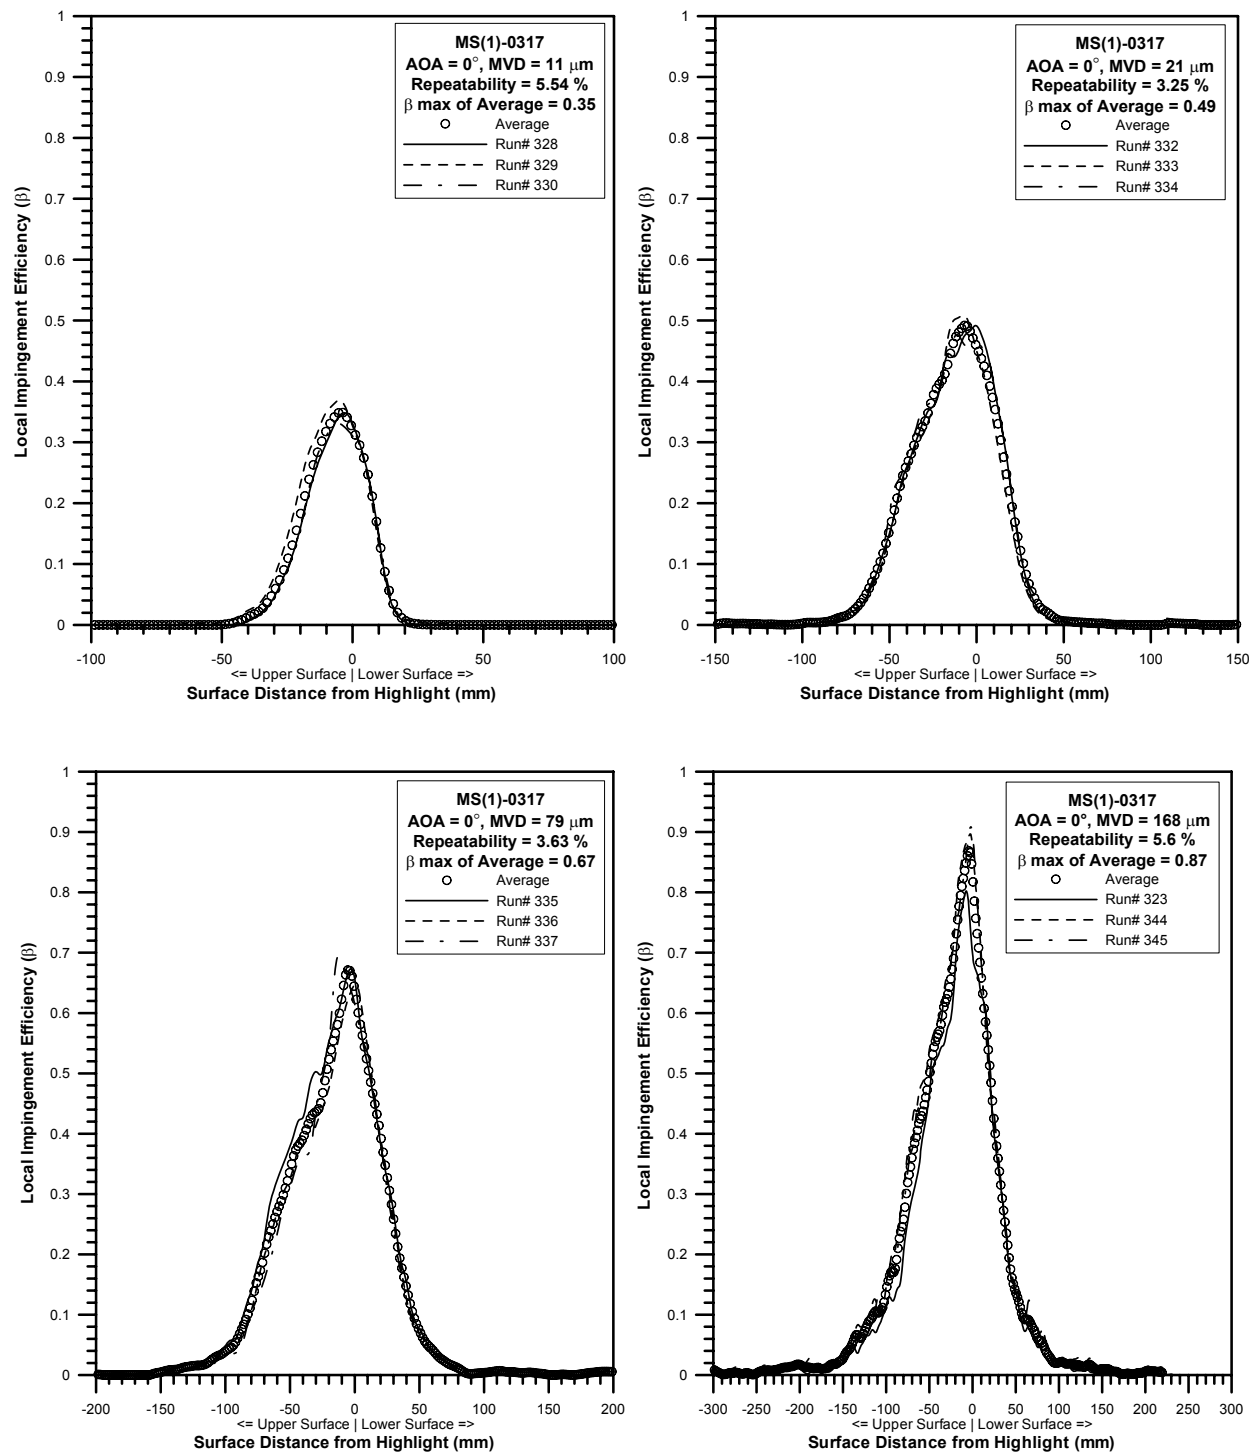 1
0.9
0.8
0.7
0.6
0.5
0.4
0.3
0.2
0.1
0
Local Impingement Efficiency (β)
MS(1)-0317
AOA = 0°, MVD = 11 μm
Repeatability = 5.54 %
β max of Average = 0.35
Average
Run# 328
Run# 329
Run# 330
-100 -50 0 50 100
<= Upper Surface | Lower Surface =>
Surface Distance from Highlight (mm)
1
0.9
0.8
0.7
0.6
0.5
0.4
0.3
0.2
0.1
0
Local Impingement Efficiency (β)
MS(1)-0317
AOA = 0°, MVD = 21 μm
Repeatability = 3.25 %
β max of Average = 0.49
Average
Run# 332
Run# 333
Run# 334
-150 -100 -50 0 50 100 150
<= Upper Surface | Lower Surface =>
Surface Distance from Highlight (mm)
1
0.9
0.8
0.7
0.6
0.5
0.4
0.3
0.2
0.1
0
Local Impingement Efficiency (β)
MS(1)-0317
AOA = 0°, MVD = 79 μm
Repeatability = 3.63 %
β max of Average = 0.67
Average
Run# 335
Run# 336
Run# 337
-200 -150 -100 -50 0 50 100 150 200
<= Upper Surface | Lower Surface =>
Surface Distance from Highlight (mm)
1
0.9
0.8
0.7
0.6
0.5
0.4
0.3
0.2
0.1
0
Local Impingement Efficiency (β)
MS(1)-0317
AOA = 0°, MVD = 168 μm
Repeatability = 5.6 %
β max of Average = 0.87
Average
Run# 323
Run# 344
Run# 345
-300 -250 -200 -150 -100 -50 0 50 100 150 200 250 300
<= Upper Surface | Lower Surface =>
Surface Distance from Highlight (mm)